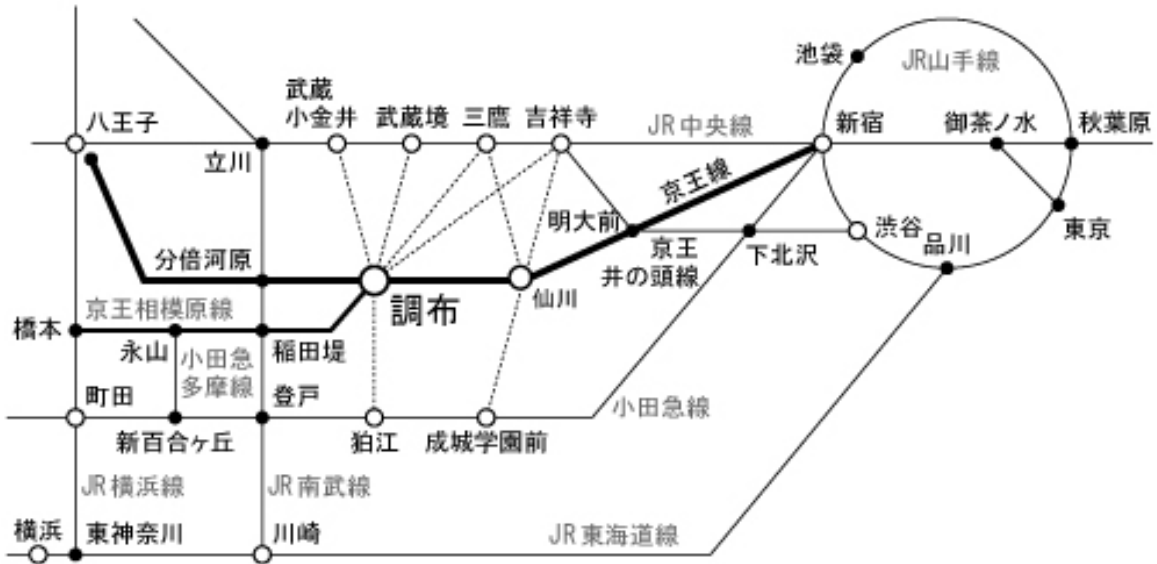 池袋
JR山手線
武蔵
小金井
武蔵境
三鷹
吉祥寺
JR中央線
新宿
御茶ノ水
秋葉原
八王子
立川
京王線
明大前
京王
井の頭線
下北沢
渋谷
品川
東京
分倍河原
調布
仙川
京王相模原線
橋本
永山
小田急
多摩線
稲田堤
町田
登戸
新百合ヶ丘
狛江
成城学園前
小田急線
JR横浜線
JR南武線
横浜
東神奈川
川崎
JR東海道線